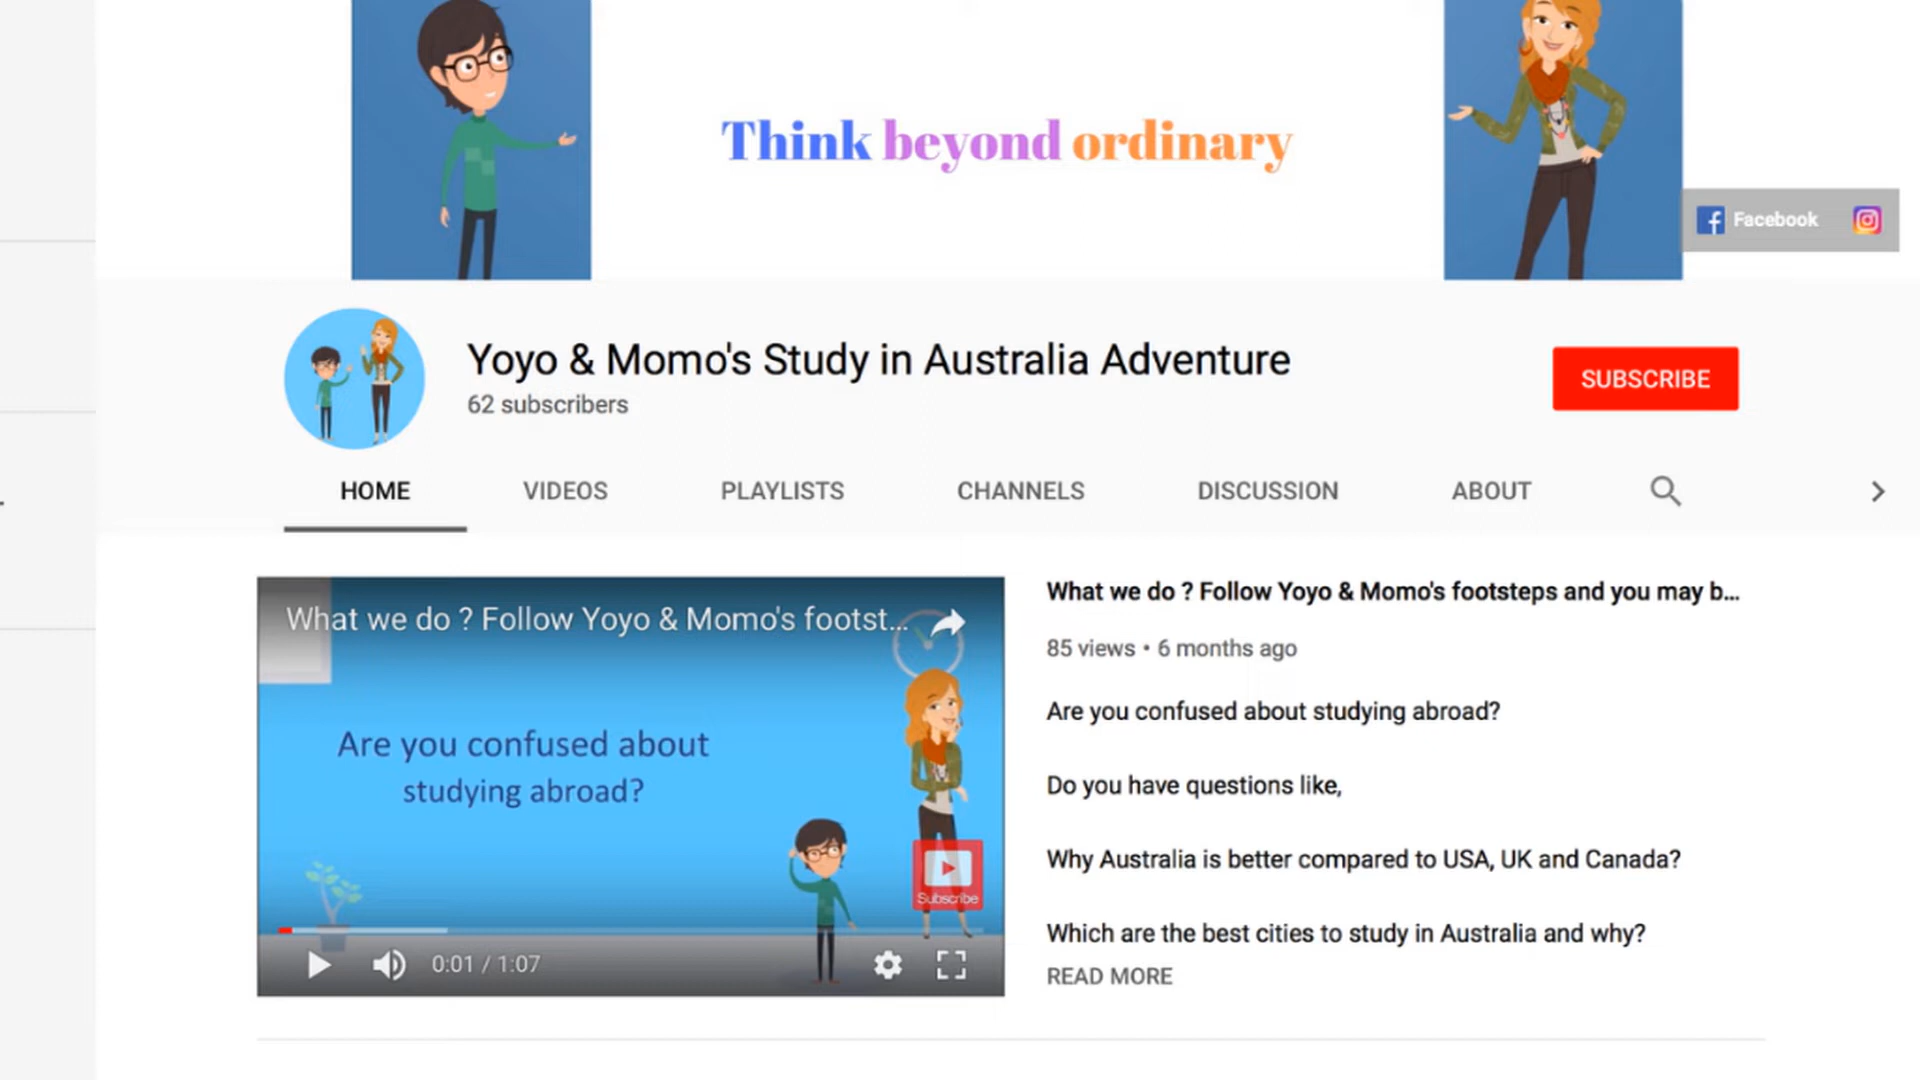 Think beyond ordinary
Facebook
Yoyo & Momo's Study in Australia Adventure
62 subscribers
SUBSCRIBE
HOME VIDEOS PLAYLISTS CHANNELS DISCUSSION ABOUT
What we do ? Follow Yoyo & Momo's footst...
Are you confused about
studying abroad?
Subscribe
0:01 / 1:07
What we do ? Follow Yoyo & Momo's footsteps and you may b...
85 views • 6 months ago
Are you confused about studying abroad?
Do you have questions like,
Why Australia is better compared to USA, UK and Canada?
Which are the best cities to study in Australia and why?
READ MORE